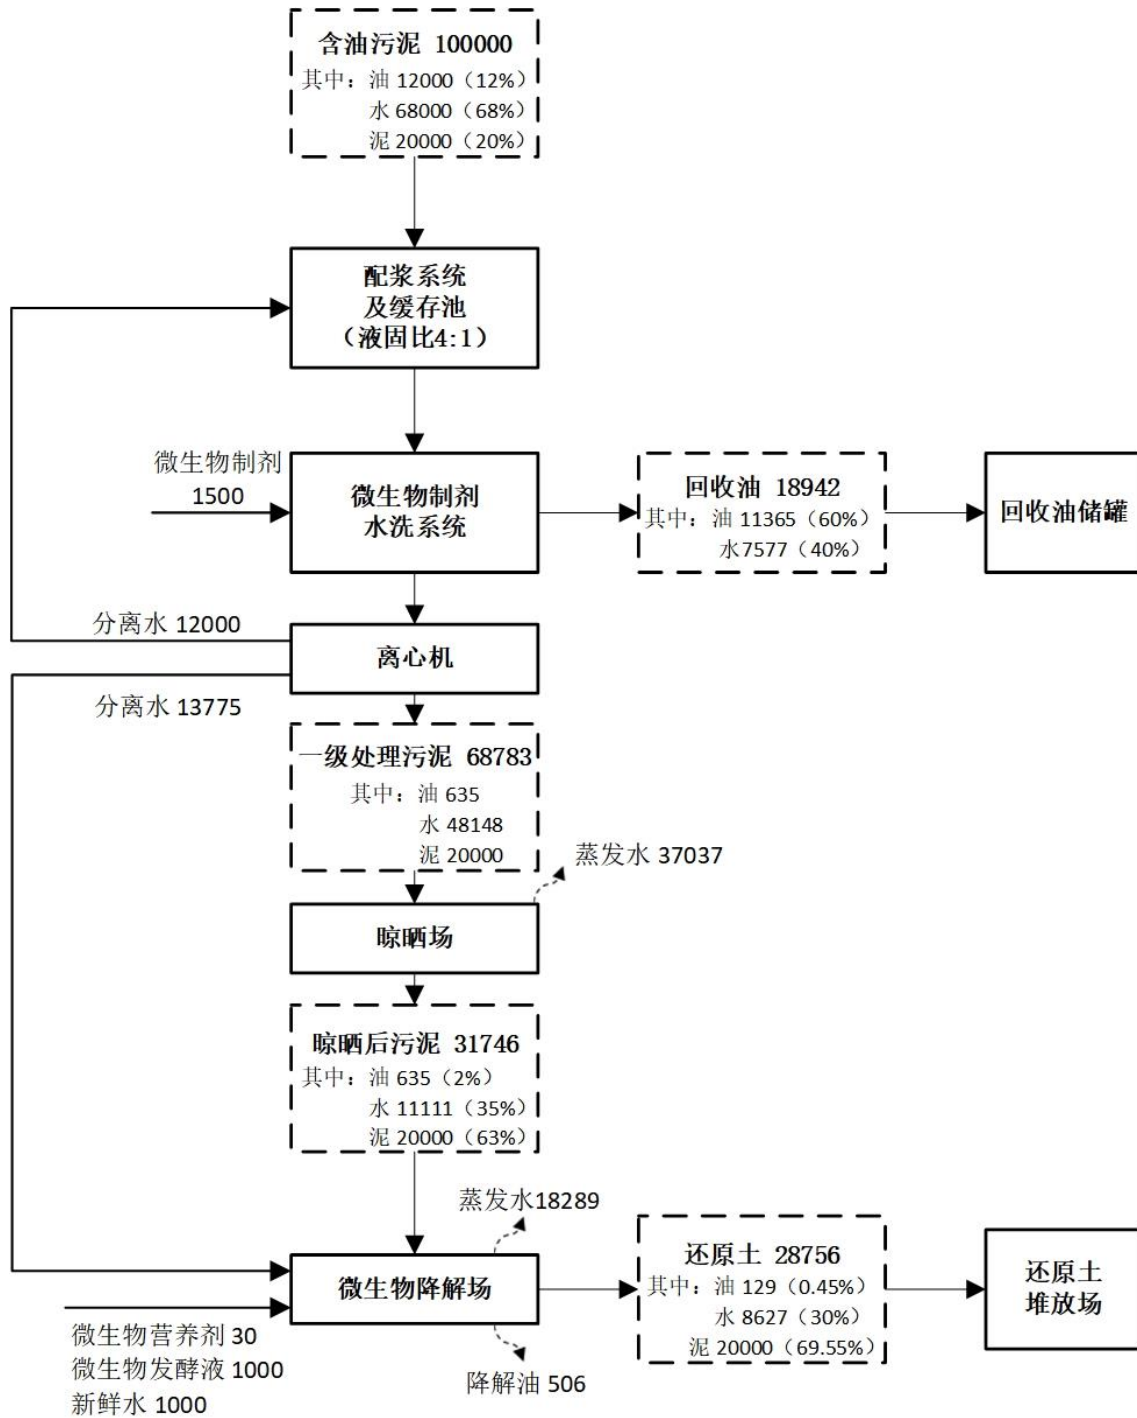 含油污泥 100000
其中：油 12000（12%）
水 68000（68%）
泥 20000（20%）
配浆系统
及缓存池
（液固比4:1）
微生物制剂
1500
微生物制剂
水洗系统
回收油 18942
其中：油 11365（60%）
水7577（40%）
回收油储罐
分离水 12000
离心机
分离水 13775
一级处理污泥 68783
其中：油 635
水 48148
泥 20000
蒸发水 37037
晾晒场
晾晒后污泥 31746
其中：油 635（2%）
水 11111（35%）
泥 20000（63%）
蒸发水18289
微生物降解场
还原土 28756
其中：油 129（0.45%）
水 8627（30%）
泥 20000（69.55%）
还原土
堆放场
微生物营养剂 30
微生物发酵液 1000
新鲜水 1000
降解油 506